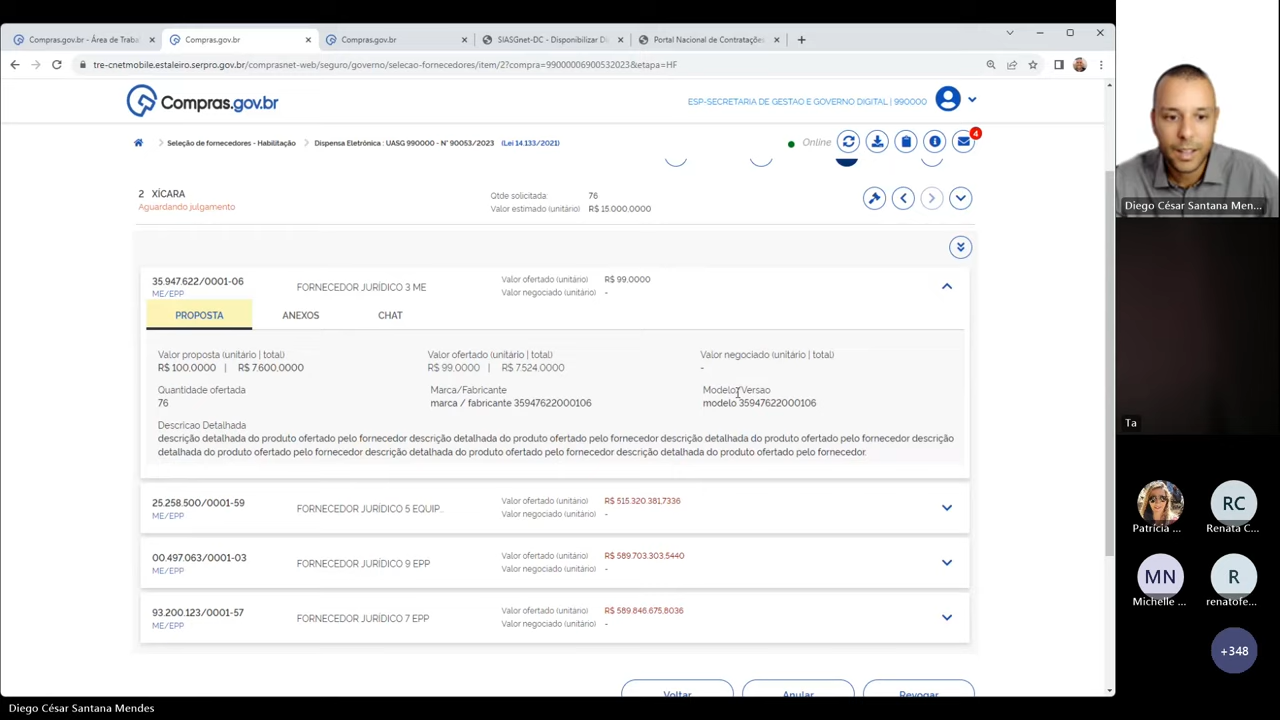 Compras.gov.br - Área de Trabal
Compras.gov.br
Compras.gov.br
SIASGnet-DC - Disponibilizar Di
Portal Nacional de Contrataçõe
tre-cnetmobile.estaleiro.serpro.gov.br/comprasnet-web/seguro/governo/selecao-fornecedores/item/2?compra=99000006900532023&etapa=HF
Compras.gov.br
ESP-SECRETARIA DE GESTAO E GOVERNO DIGITAL | 990000
Seleção de fornecedores - Habilitação
Dispensa Eletrônica : UASG 990000 - N° 90053/2023 (Lei 14.133/2021)
Online
4
2 XÍCARA
Aguardando julgamento
Qtde solicitada: 76
Valor estimado (unitário) R$ 15.000,0000
35.947.622/0001-06
ME/EPP
FORNECEDOR JURÍDICO 3 ME
Valor ofertado (unitário) R$ 99,0000
Valor negociado (unitário) -
PROPOSTA
ANEXOS
CHAT
Valor proposta (unitário | total)
R$ 100,0000 | R$ 7.600,0000
Valor ofertado (unitário | total)
R$ 99,0000 | R$ 7.524,0000
Valor negociado (unitário | total)
-
Quantidade ofertada
76
Marca/Fabricante
marca / fabricante 35947622000106
Modelo/Versao
modelo 35947622000106
Descricao Detalhada
descrição detalhada do produto ofertado pelo fornecedor descrição detalhada do produto ofertado pelo fornecedor descrição detalhada do produto ofertado pelo fornecedor descrição
detalhada do produto ofertado pelo fornecedor descrição detalhada do produto ofertado pelo fornecedor descrição detalhada do produto ofertado pelo fornecedor.
25.258.500/0001-59
ME/EPP
FORNECEDOR JURÍDICO 5 EQUIP...
Valor ofertado (unitário) R$ 515.320.381,7336
Valor negociado (unitário) -
00.497.063/0001-03
ME/EPP
FORNECEDOR JURÍDICO 9 EPP
Valor ofertado (unitário) R$ 589.703.303,5440
Valor negociado (unitário) -
93.200.123/0001-57
ME/EPP
FORNECEDOR JURÍDICO 7 EPP
Valor ofertado (unitário) R$ 589.846.675,8036
Valor negociado (unitário) -
Voltar
Anular
Revogar
Diego César Santana Men...
Ta
Patrícia ...
RC
Renata C...
MN
Michelle ...
R
renatofe...
+348
Diego César Santana Mendes